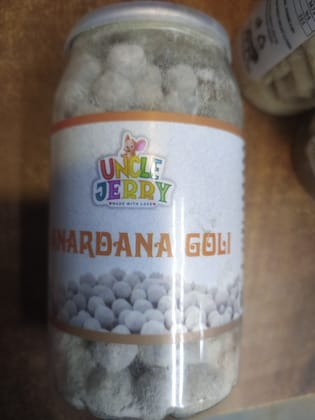 UNCLE
JERRY
MADE WITH LOVE
ANARDANA GOLI